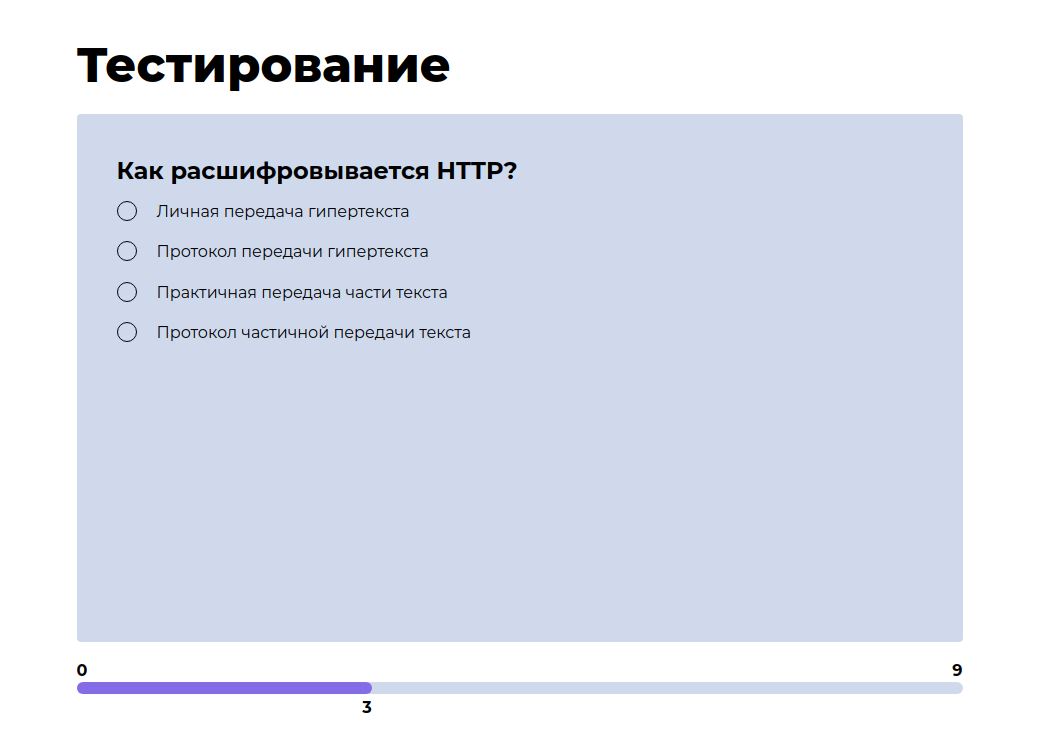 Тестирование
Как расшифровывается HTTP?
Личная передача гипертекста
Протокол передачи гипертекста
Практичная передача части текста
Протокол частичной передачи текста
0 9
3